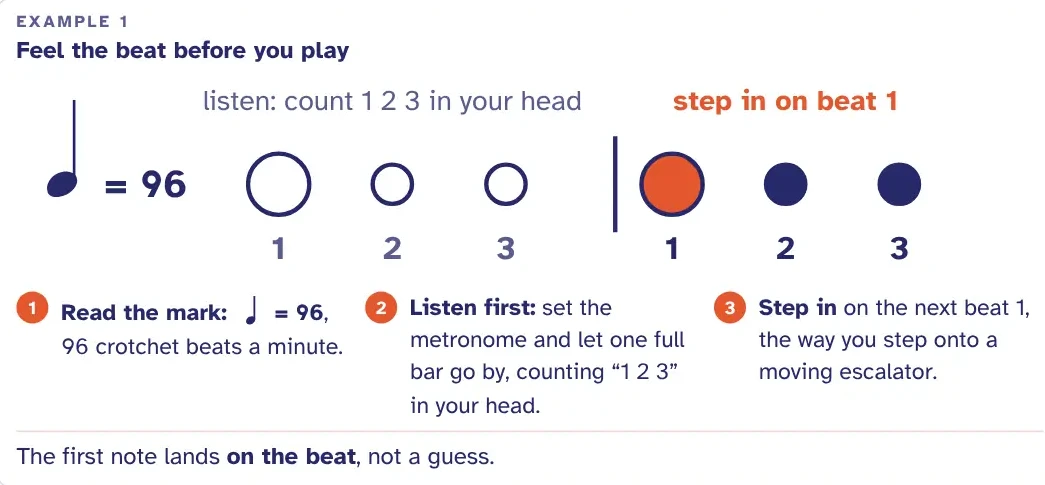 EXAMPLE 1
Feel the beat before you play
listen: count 1 2 3 in your head
step in on beat 1
= 96
1 2 3 1 2 3
1 Read the mark: ♩ = 96,
96 crotchet beats a minute.
2 Listen first: set the
metronome and let one full
bar go by, counting “1 2 3”
in your head.
3 Step in on the next beat 1,
the way you step onto a
moving escalator.
The first note lands on the beat, not a guess.